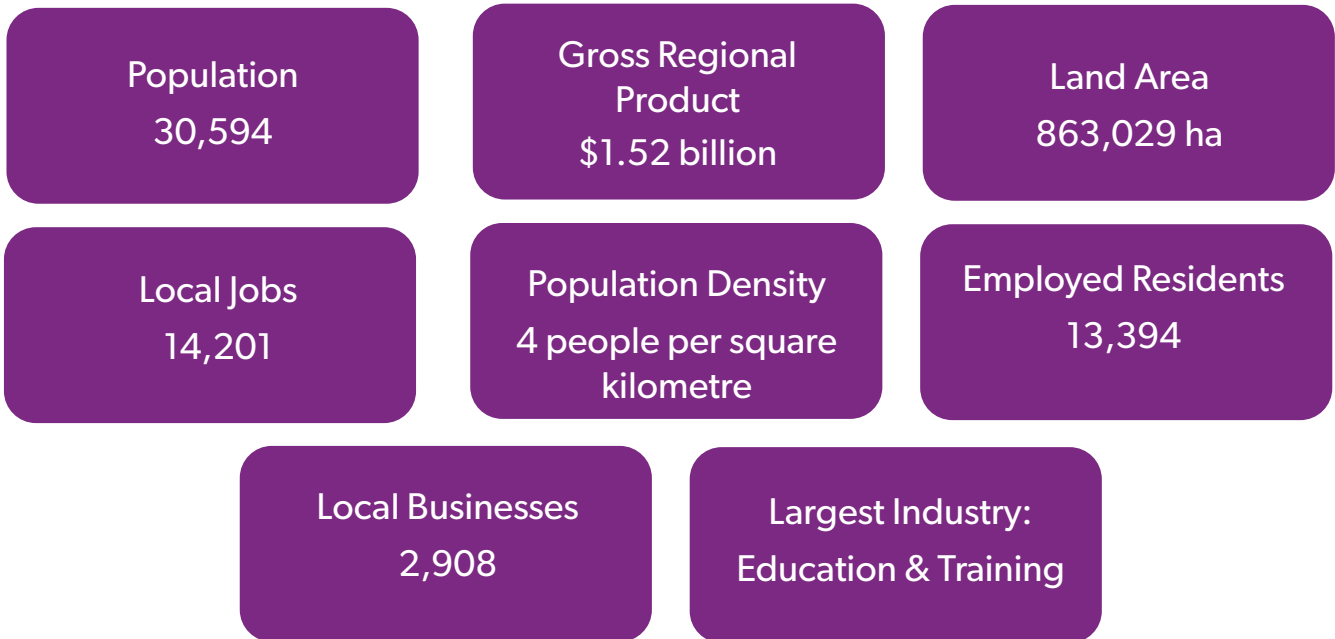 Population
30,594
Gross Regional
Product
$1.52 billion
Land Area
863,029 ha
Local Jobs
14,201
Population Density
4 people per square
kilometre
Employed Residents
13,394
Local Businesses
2,908
Largest Industry:
Education & Training